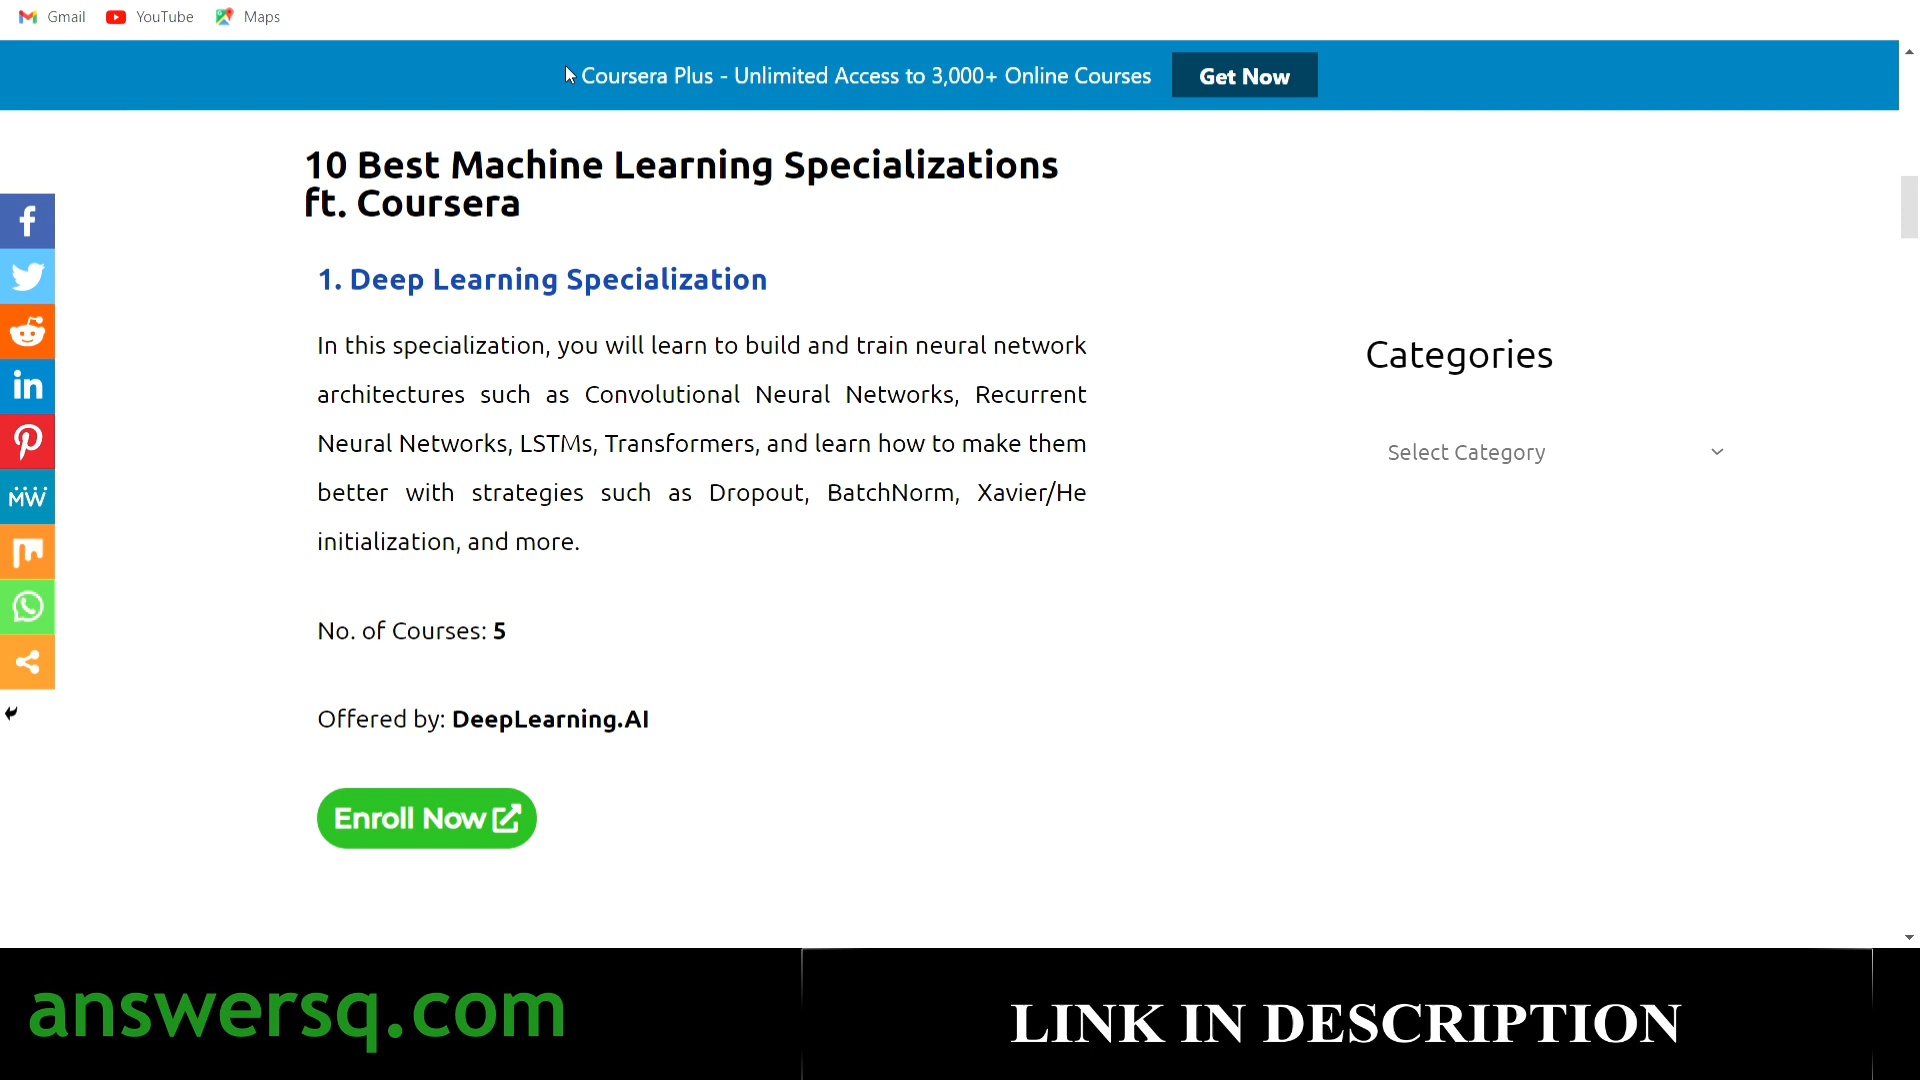 Gmail YouTube Maps
Coursera Plus - Unlimited Access to 3,000+ Online Courses Get Now
10 Best Machine Learning Specializations
ft. Coursera
1. Deep Learning Specialization
In this specialization, you will learn to build and train neural network
architectures such as Convolutional Neural Networks, Recurrent
Neural Networks, LSTMs, Transformers, and learn how to make them
better with strategies such as Dropout, BatchNorm, Xavier/He
initialization, and more.
No. of Courses: 5
Offered by: DeepLearning.AI
Enroll Now
Categories
Select Category
f
in
MW
answersq.com
LINK IN DESCRIPTION